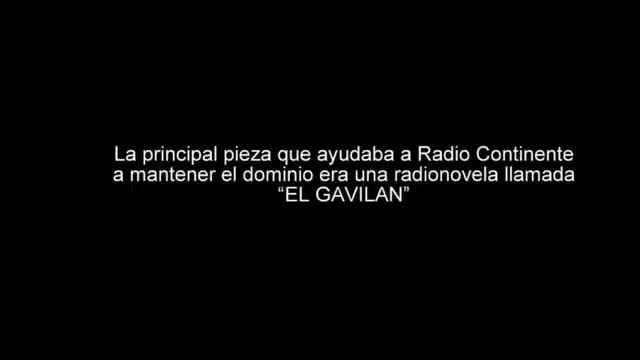 La principal pieza que ayudaba a Radio Continente
a mantener el dominio era una radionovela llamada
“EL GAVILAN”